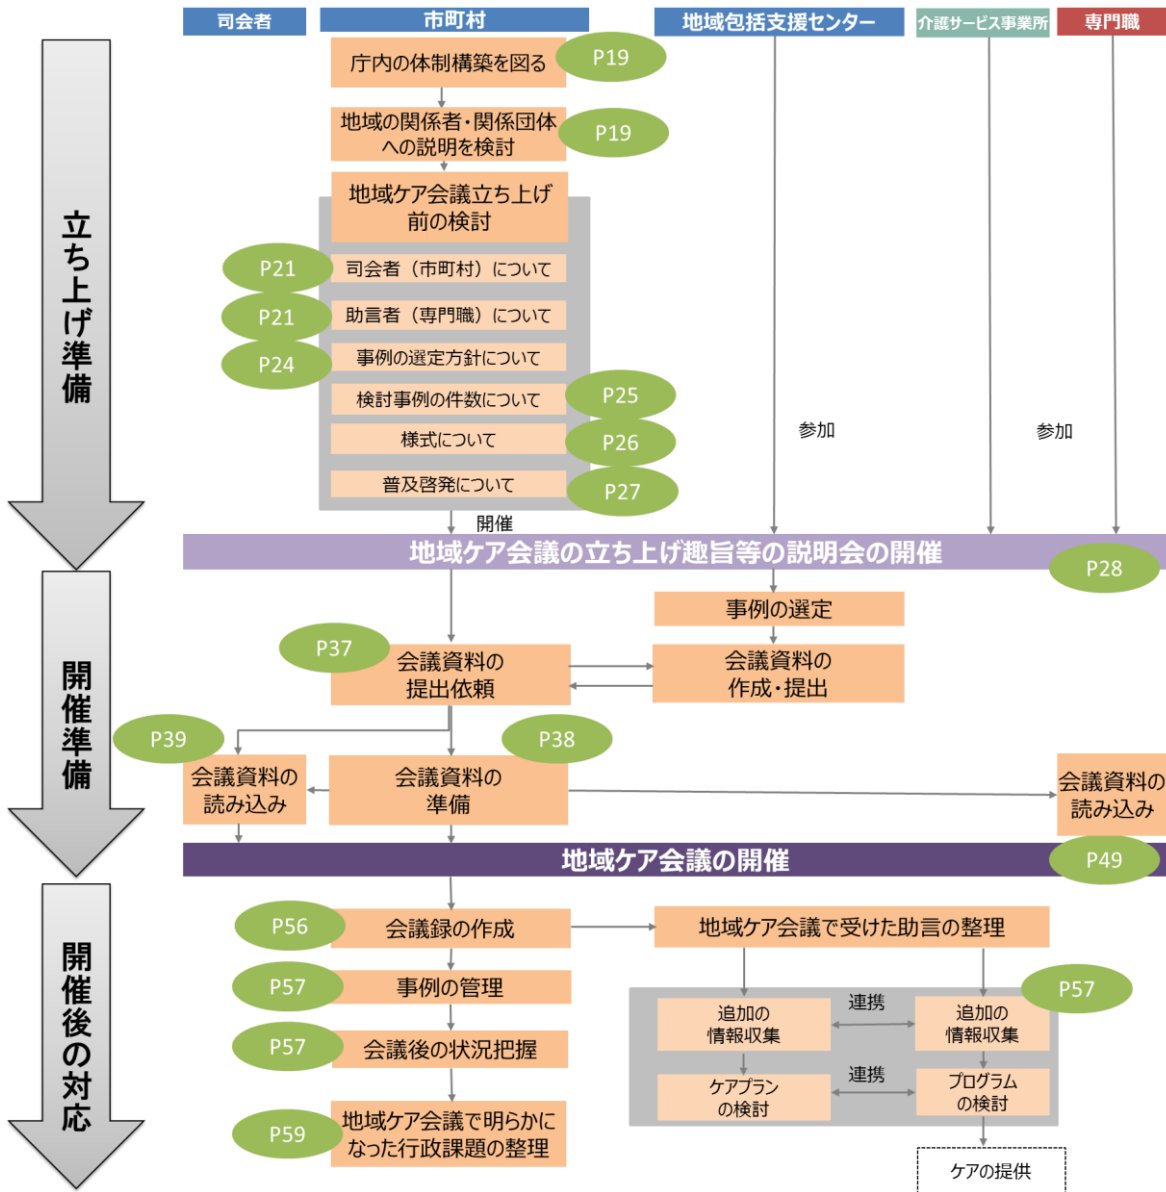 司会者
市町村
地域包括支援センター
介護サービス事業所
専門職
立ち上げ準備
庁内の体制構築を図る
P19
地域の関係者・関係団体
への説明を検討
P19
地域ケア会議立ち上げ
前の検討
P21
司会者（市町村）について
P21
助言者（専門職）について
P24
事例の選定方針について
検討事例の件数について
P25
様式について
P26
普及啓発について
P27
参加
参加
開催
地域ケア会議の立ち上げ趣旨等の説明会の開催
P28
開催準備
事例の選定
P37
会議資料の
提出依頼
会議資料の
作成・提出
P39
会議資料の
読み込み
P38
会議資料の
準備
会議資料の
読み込み
地域ケア会議の開催
P49
開催後の対応
P56
会議録の作成
地域ケア会議で受けた助言の整理
P57
事例の管理
P57
会議後の状況把握
P59
地域ケア会議で明らかに
なった行政課題の整理
P57
追加の
情報収集
連携
追加の
情報収集
ケアプラン
の検討
連携
プログラム
の検討
ケアの提供